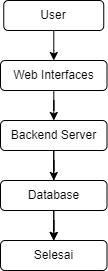 User
Web Interfaces
Backend Server
Database
Selesai